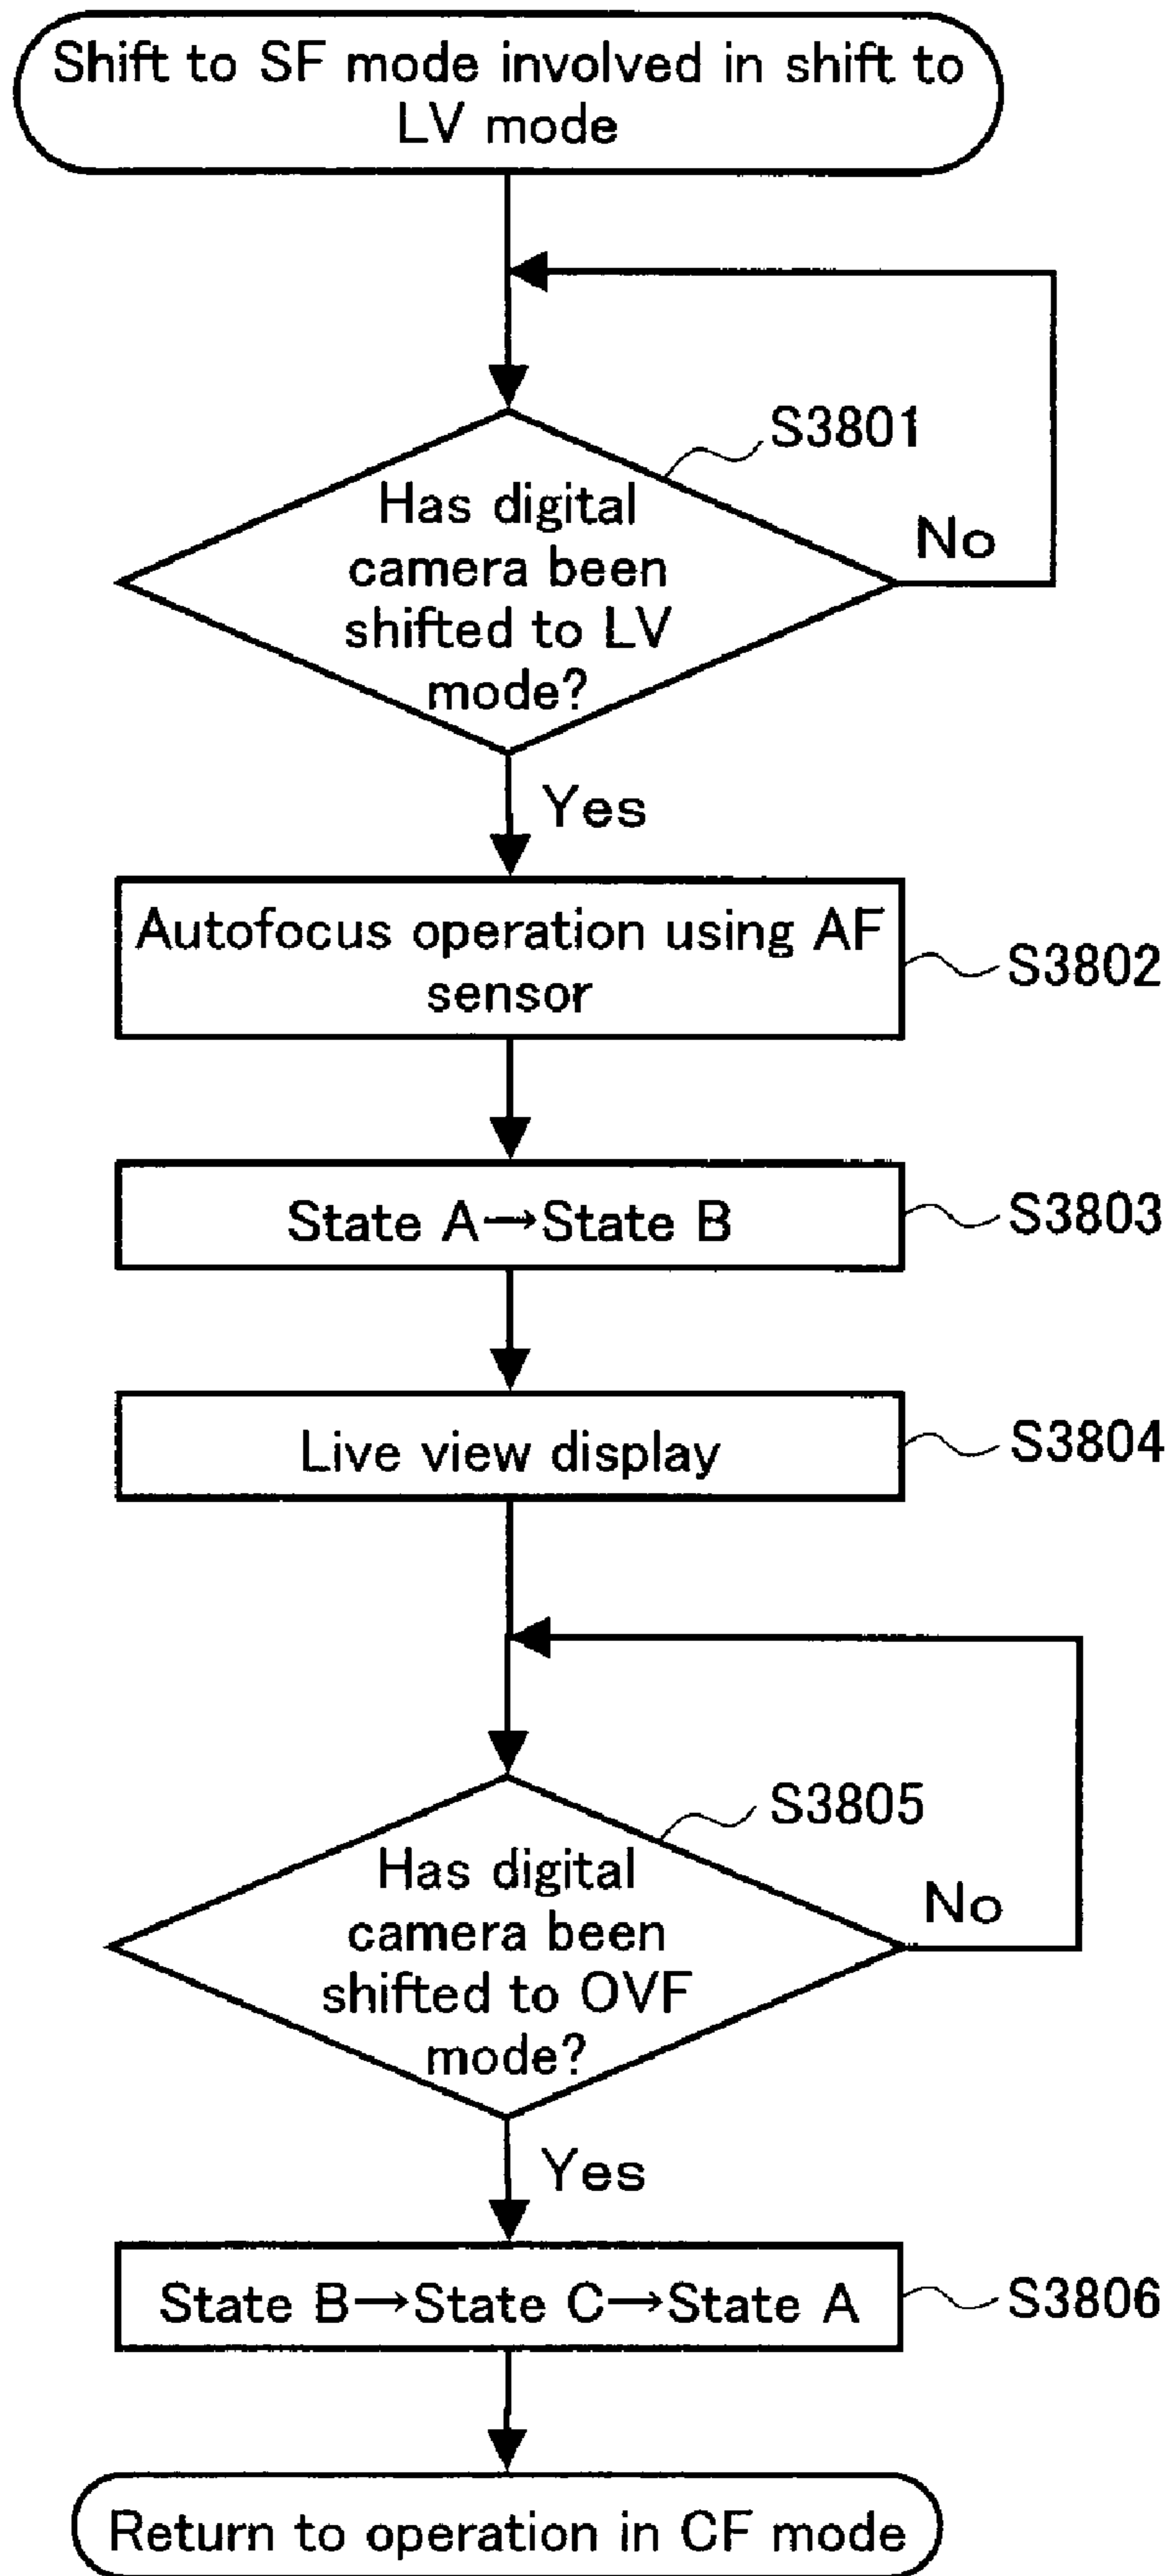 Shift to SF mode involved in shift to
LV mode
S3801
Has digital
camera been
shifted to LV
mode?
No
Yes
Autofocus operation using AF
sensor
S3802
State A→State B
S3803
Live view display
S3804
S3805
Has digital
camera been
shifted to OVF
mode?
No
Yes
State B→State C→State A
S3806
Return to operation in CF mode